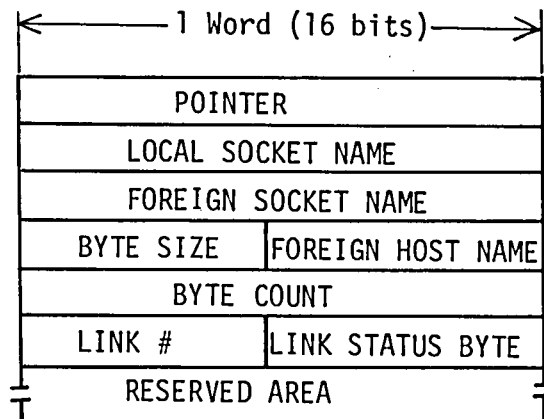 1 Word (16 bits)
POINTER
LOCAL SOCKET NAME
FOREIGN SOCKET NAME
BYTE SIZE FOREIGN HOST NAME
BYTE COUNT
LINK # LINK STATUS BYTE
RESERVED AREA